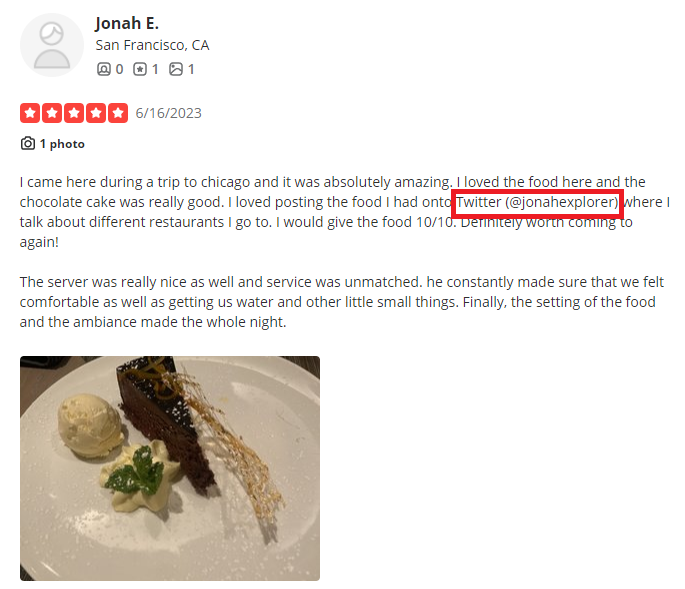 Jonah E.
San Francisco, CA
0 1 1
6/16/2023
1 photo
I came here during a trip to chicago and it was absolutely amazing. I loved the food here and the
chocolate cake was really good. I loved posting the food I had onto Twitter (@jonahexplorer) where I
talk about different restaurants I go to. I would give the food 10/10. Definitely worth coming to
again!
The server was really nice as well and service was unmatched. he constantly made sure that we felt
comfortable as well as getting us water and other little small things. Finally, the setting of the food
and the ambiance made the whole night.